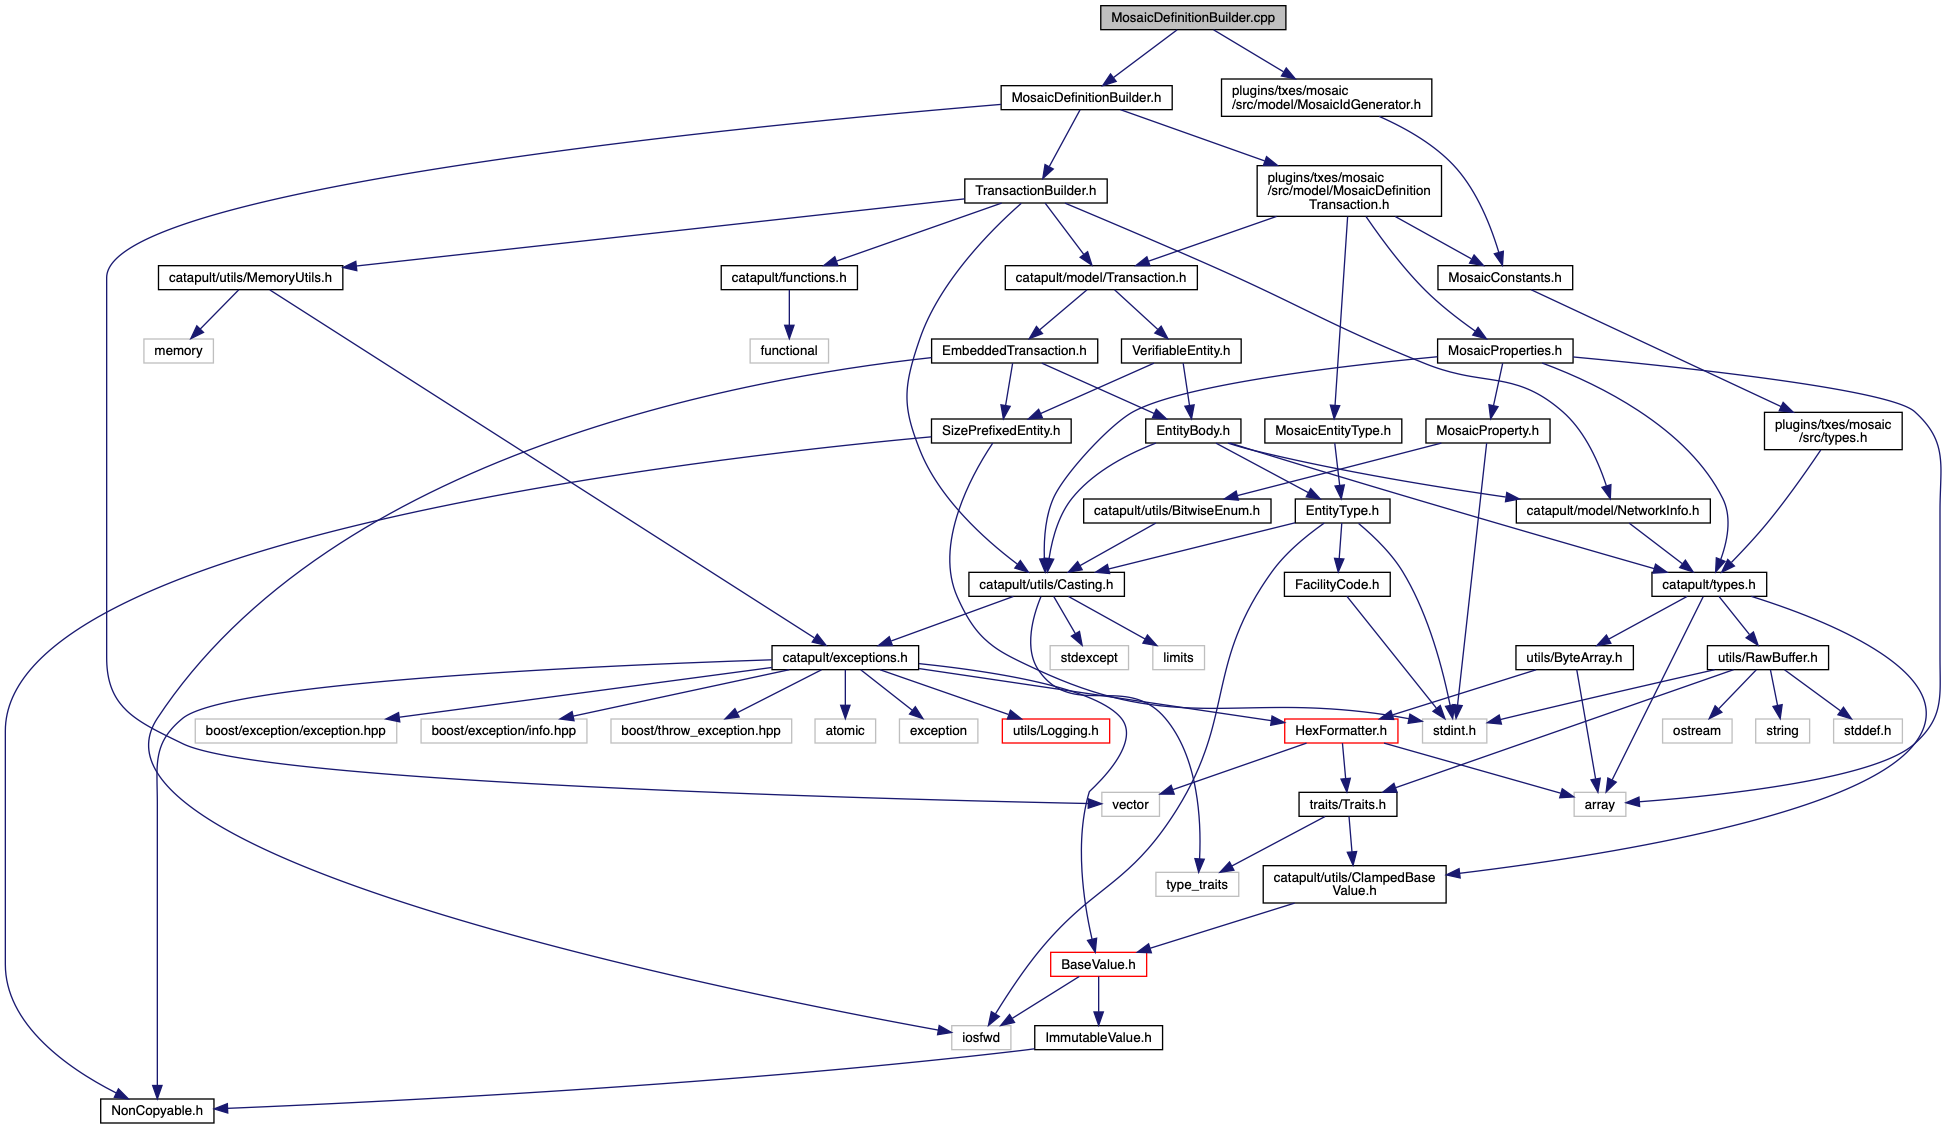 MosaicDefinitionBuilder.cpp
MosaicDefinitionBuilder.h
plugins/txes/mosaic
/src/model/MosaicIdGenerator.h
TransactionBuilder.h
plugins/txes/mosaic
/src/model/MosaicDefinition
Transaction.h
catapult/utils/MemoryUtils.h
catapult/functions.h
catapult/model/Transaction.h
MosaicConstants.h
memory
functional
EmbeddedTransaction.h
VerifiableEntity.h
MosaicProperties.h
SizePrefixedEntity.h
EntityBody.h
MosaicEntityType.h
MosaicProperty.h
plugins/txes/mosaic
/src/types.h
catapult/utils/BitwiseEnum.h
EntityType.h
catapult/model/NetworkInfo.h
catapult/utils/Casting.h
FacilityCode.h
catapult/types.h
catapult/exceptions.h
stdexcept
limits
utils/ByteArray.h
utils/RawBuffer.h
boost/exception/exception.hpp
boost/exception/info.hpp
boost/throw_exception.hpp
atomic
exception
utils/Logging.h
HexFormatter.h
stdint.h
ostream
string
stddef.h
vector
traits/Traits.h
array
type_traits
catapult/utils/ClampedBase
Value.h
BaseValue.h
iosfwd
ImmutableValue.h
NonCopyable.h